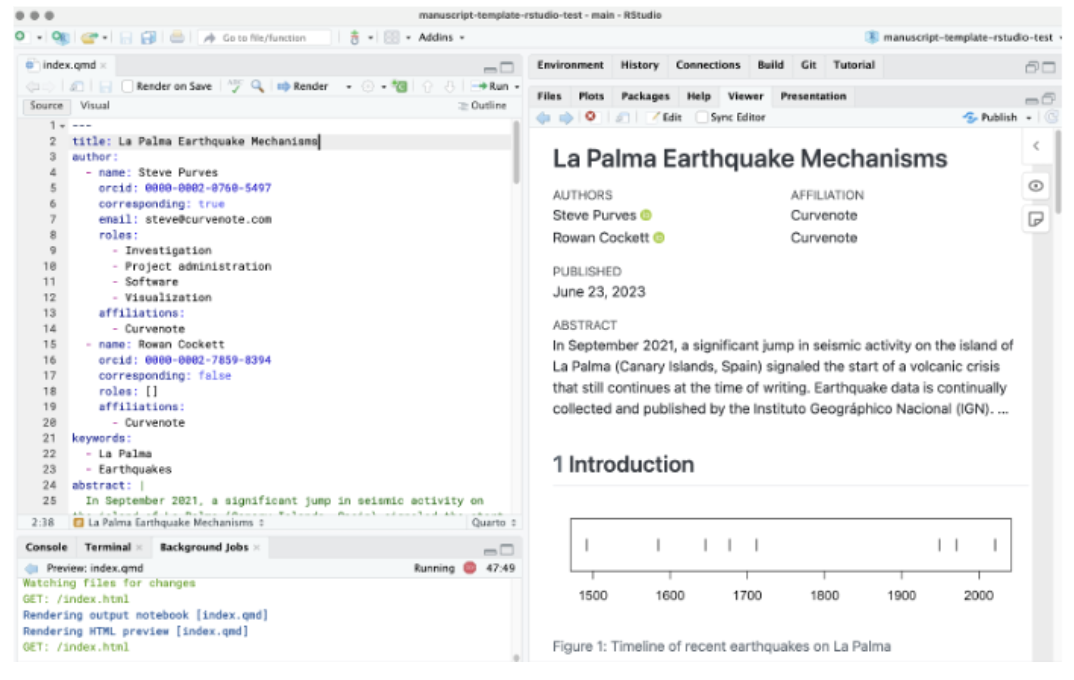 manuscript-template-rstudio-test - main - RStudio
Go to file/function
Addins
manuscript-template-rstudio-test
index.qmd
Render on Save
Render
Run
Source Visual
Outline
1 ---
2 title: La Palma Earthquake Mechanisms
3 author:
4 - name: Steve Purves
5 orcid: 0000-0002-0760-5497
6 corresponding: true
7 email: steve@curvenote.com
8 roles:
9 - Investigation
10 - Project administration
11 - Software
12 - Visualization
13 affiliations:
14 - Curvenote
15 - name: Rowan Cockett
16 orcid: 0000-0002-7859-8394
17 corresponding: false
18 roles: []
19 affiliations:
20 - Curvenote
21 keywords:
22 - La Palma
23 - Earthquakes
24 abstract: |
25 In September 2021, a significant jump in seismic activity on
2:38 La Palma Earthquake Mechanisms Quarto
Console Terminal Background Jobs
Preview: index.qmd Running 47:49
Watching files for changes
GET: /index.html
Rendering output notebook [index.qmd]
Rendering HTML preview [index.qmd]
GET: /index.html
Environment History Connections Build Git Tutorial
Files Plots Packages Help Viewer Presentation
Edit Sync Editor Publish
La Palma Earthquake Mechanisms
AUTHORS AFFILIATION
Steve Purves Curvenote
Rowan Cockett Curvenote
PUBLISHED
June 23, 2023
ABSTRACT
In September 2021, a significant jump in seismic activity on the island of
La Palma (Canary Islands, Spain) signaled the start of a volcanic crisis
that still continues at the time of writing. Earthquake data is continually
collected and published by the Instituto Geográphico Nacional (IGN). ...
1 Introduction
1500 1600 1700 1800 1900 2000
Figure 1: Timeline of recent earthquakes on La Palma